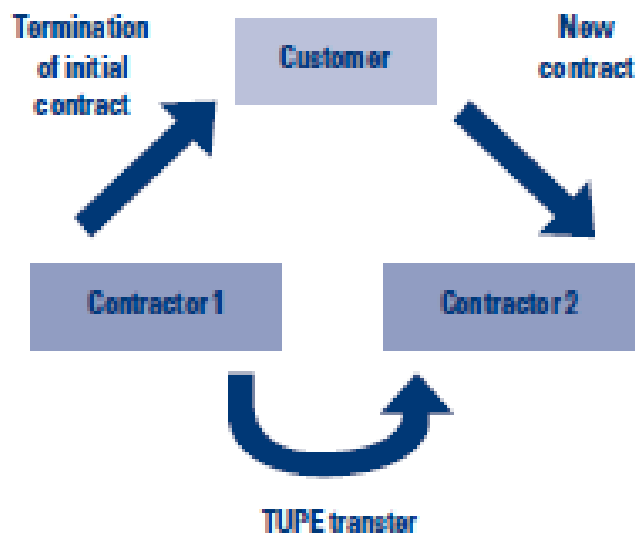 Termination
of initial
contract
Customer
New
contract
Contractor 1
Contractor 2
TUPE transfer